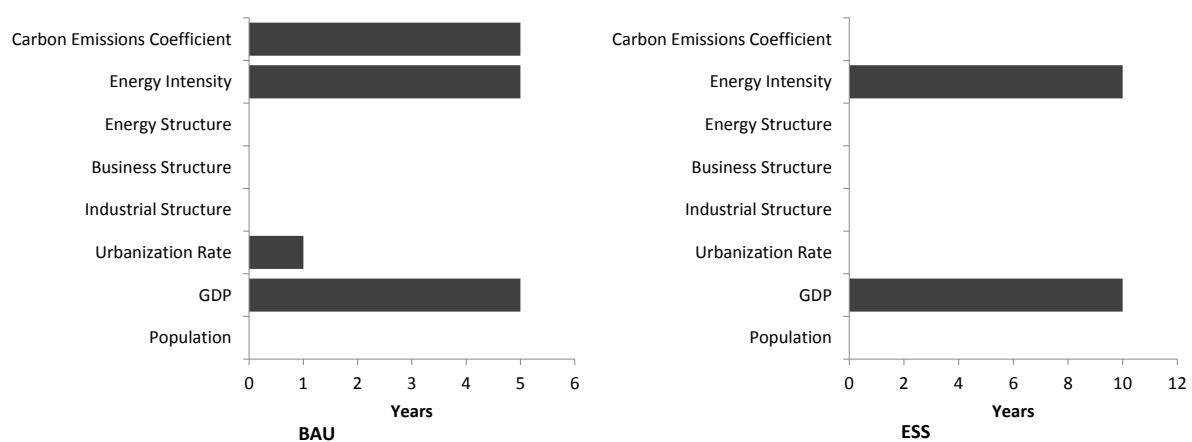 Carbon Emissions Coefficient
Energy Intensity
Energy Structure
Business Structure
Industrial Structure
Urbanization Rate
GDP
Population
0 1 2 3 4 5 6
Years
BAU
Carbon Emissions Coefficient
Energy Intensity
Energy Structure
Business Structure
Industrial Structure
Urbanization Rate
GDP
Population
0 2 4 6 8 10 12
Years
ESS